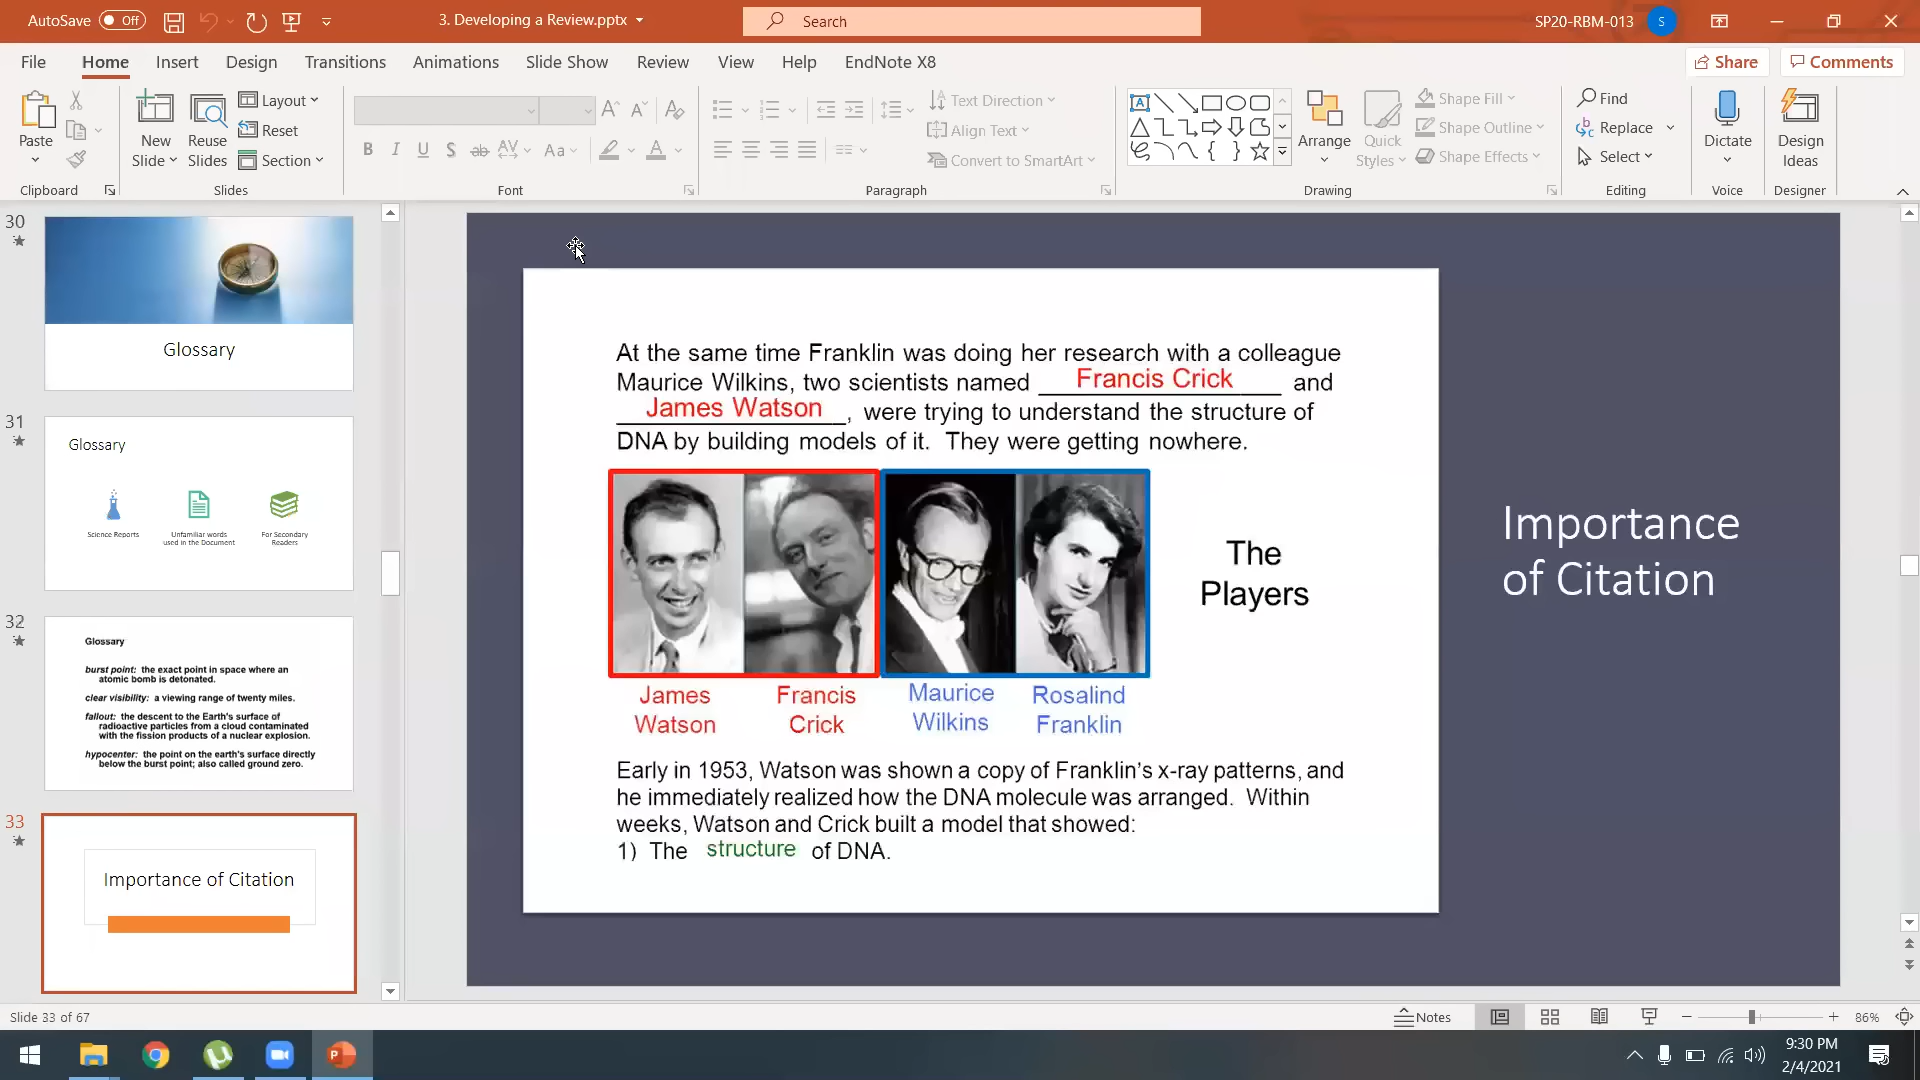 AutoSave Off 3. Developing a Review.pptx Search SP20-RBM-013 S
File Home Insert Design Transitions Animations Slide Show Review View Help EndNote X8 Share Comments
Paste New Slide Reuse Slides Layout Reset Section
B I U S ab AV Aa A
Text Direction Align Text Convert to SmartArt
Arrange Quick Styles Shape Fill Shape Outline Shape Effects
Find Replace Select Dictate Design Ideas
Clipboard Slides Font Paragraph Drawing Editing Voice Designer
30
Glossary
31
Glossary
Science Reports
Unfamiliar words
used in the Document
For Secondary
Readers
32
Glossary
burst point: the exact point in space where an
atomic bomb is detonated.
clear visibility: a viewing range of twenty miles.
fallout: the descent to the Earth's surface of
radioactive particles from a cloud contaminated
with the fission products of a nuclear explosion.
hypocenter: the point on the earth's surface directly
below the burst point; also called ground zero.
33
Importance of Citation
At the same time Franklin was doing her research with a colleague
Maurice Wilkins, two scientists named Francis Crick and
James Watson, were trying to understand the structure of
DNA by building models of it. They were getting nowhere.
The
Players
James
Watson
Francis
Crick
Maurice
Wilkins
Rosalind
Franklin
Early in 1953, Watson was shown a copy of Franklin's x-ray patterns, and
he immediately realized how the DNA molecule was arranged. Within
weeks, Watson and Crick built a model that showed:
1) The structure of DNA.
Importance
of Citation
Slide 33 of 67 Notes 86%
9:30 PM
2/4/2021